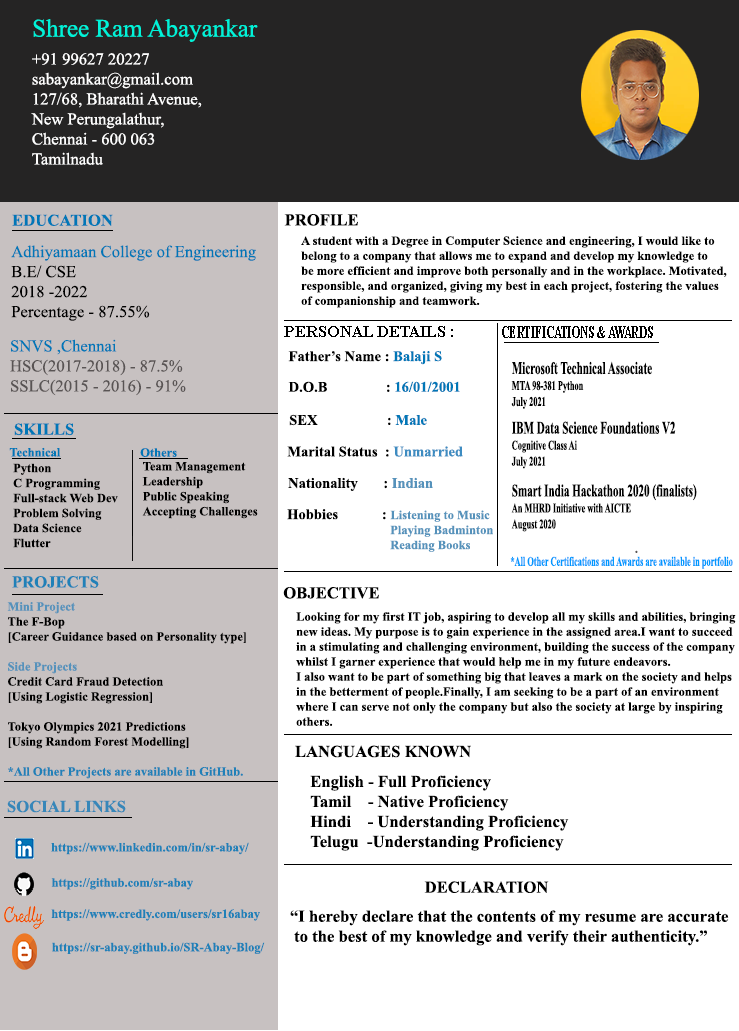 Shree Ram Abayankar
+91 99627 20227
sabayankar@gmail.com
127/68, Bharathi Avenue,
New Perungalathur,
Chennai - 600 063
Tamilnadu
EDUCATION
Adhiyamaan College of Engineering
B.E/ CSE
2018 -2022
Percentage - 87.55%
SNVS ,Chennai
HSC(2017-2018) - 87.5%
SSLC(2015 - 2016) - 91%
SKILLS
Technical
Python
C Programming
Full-stack Web Dev
Problem Solving
Data Science
Flutter
Others
Team Management
Leadership
Public Speaking
Accepting Challenges
PROJECTS
Mini Project
The F-Bop
[Career Guidance based on Personality type]
Side Projects
Credit Card Fraud Detection
[Using Logistic Regression]
Tokyo Olympics 2021 Predictions
[Using Random Forest Modelling]
*All Other Projects are available in GitHub.
SOCIAL LINKS
in https://www.linkedin.com/in/sr-abay/
https://github.com/sr-abay
Credly https://www.credly.com/users/sr16abay
https://sr-abay.github.io/SR-Abay-Blog/
PROFILE
A student with a Degree in Computer Science and engineering, I would like to
belong to a company that allows me to expand and develop my knowledge to
be more efficient and improve both personally and in the workplace. Motivated,
responsible, and organized, giving my best in each project, fostering the values
of companionship and teamwork.
PERSONAL DETAILS :
Father's Name : Balaji S
D.O.B : 16/01/2001
SEX : Male
Marital Status : Unmarried
Nationality : Indian
Hobbies : Listening to Music
Playing Badminton
Reading Books
CERTIFICATIONS & AWARDS
Microsoft Technical Associate
MTA 98-381 Python
July 2021
IBM Data Science Foundations V2
Cognitive Class Ai
July 2021
Smart India Hackathon 2020 (finalists)
An MHRD Initiative with AICTE
August 2020
*All Other Certifications and Awards are available in portfolio
OBJECTIVE
Looking for my first IT job, aspiring to develop all my skills and abilities, bringing
new ideas. My purpose is to gain experience in the assigned area.I want to succeed
in a stimulating and challenging environment, building the success of the company
whilst I garner experience that would help me in my future endeavors.
I also want to be part of something big that leaves a mark on the society and helps
in the betterment of people.Finally, I am seeking to be a part of an environment
where I can serve not only the company but also the society at large by inspiring
others.
LANGUAGES KNOWN
English - Full Proficiency
Tamil - Native Proficiency
Hindi - Understanding Proficiency
Telugu -Understanding Proficiency
DECLARATION
“I hereby declare that the contents of my resume are accurate
to the best of my knowledge and verify their authenticity.”